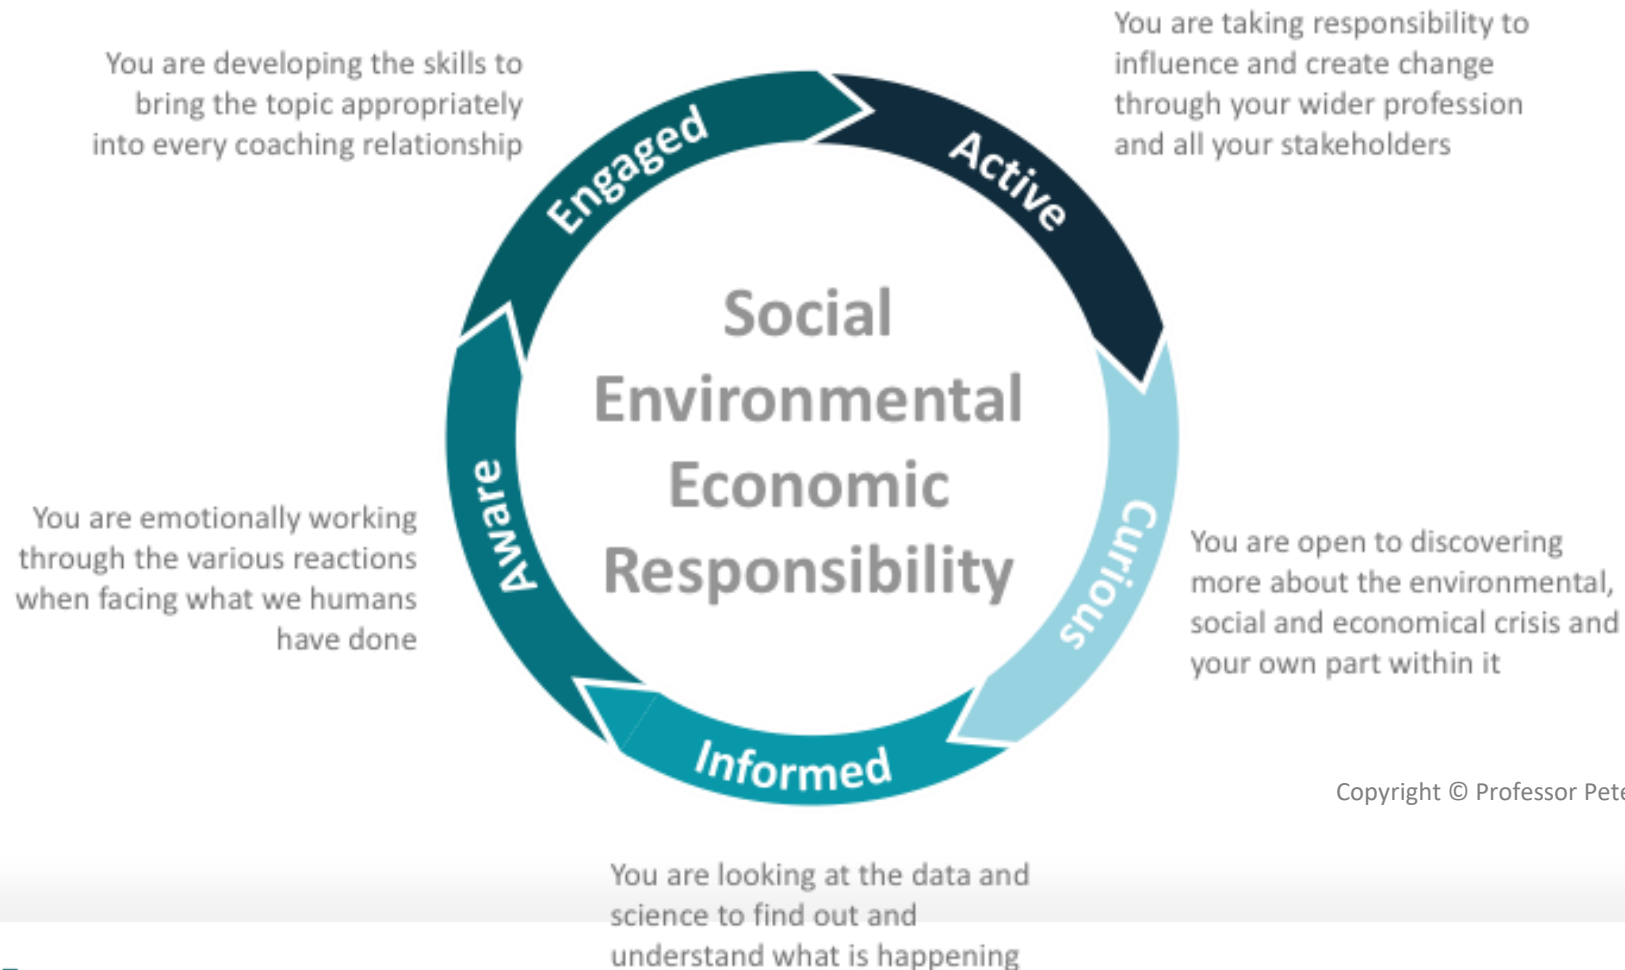 You are taking responsibility to
influence and create change
through your wider profession
and all your stakeholders
You are developing the skills to
bring the topic appropriately
into every coaching relationship
Engaged
Active
Social
Environmental
Economic
Responsibility
Aware
Curious
You are emotionally working
through the various reactions
when facing what we humans
have done
You are open to discovering
more about the environmental,
social and economical crisis and
your own part within it
Informed
Copyright © Professor
You are looking at the data and
science to find out and
understand what is happening